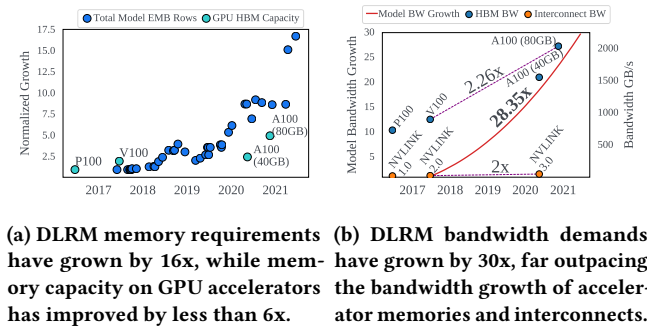 Total Model EMB Rows GPU HBM Capacity
Normalized Growth
17.5
15.0
12.5
10.0
7.5
5.0
2.5
P100
V100
A100
(80GB)
A100
(40GB)
2017 2018 2019 2020 2021
Model BW Growth HBM BW Interconnect BW
Model Bandwidth Growth
30
25
20
15
10
5
A100 (80GB)
A100 (40GB)
2.26x
28.35x
P100
V100
NVLINK
1.0
NVLINK
2.0
2x
NVLINK
3.0
2000
1500
1000
500
Bandwidth GB/s
2017 2018 2019 2020 2021
(a) DLRM memory requirements
have grown by 16x, while mem-
ory capacity on GPU accelerators
has improved by less than 6x.
(b) DLRM bandwidth demands
have grown by 30x, far outpacing
the bandwidth growth of acceler-
ator memories and interconnects.